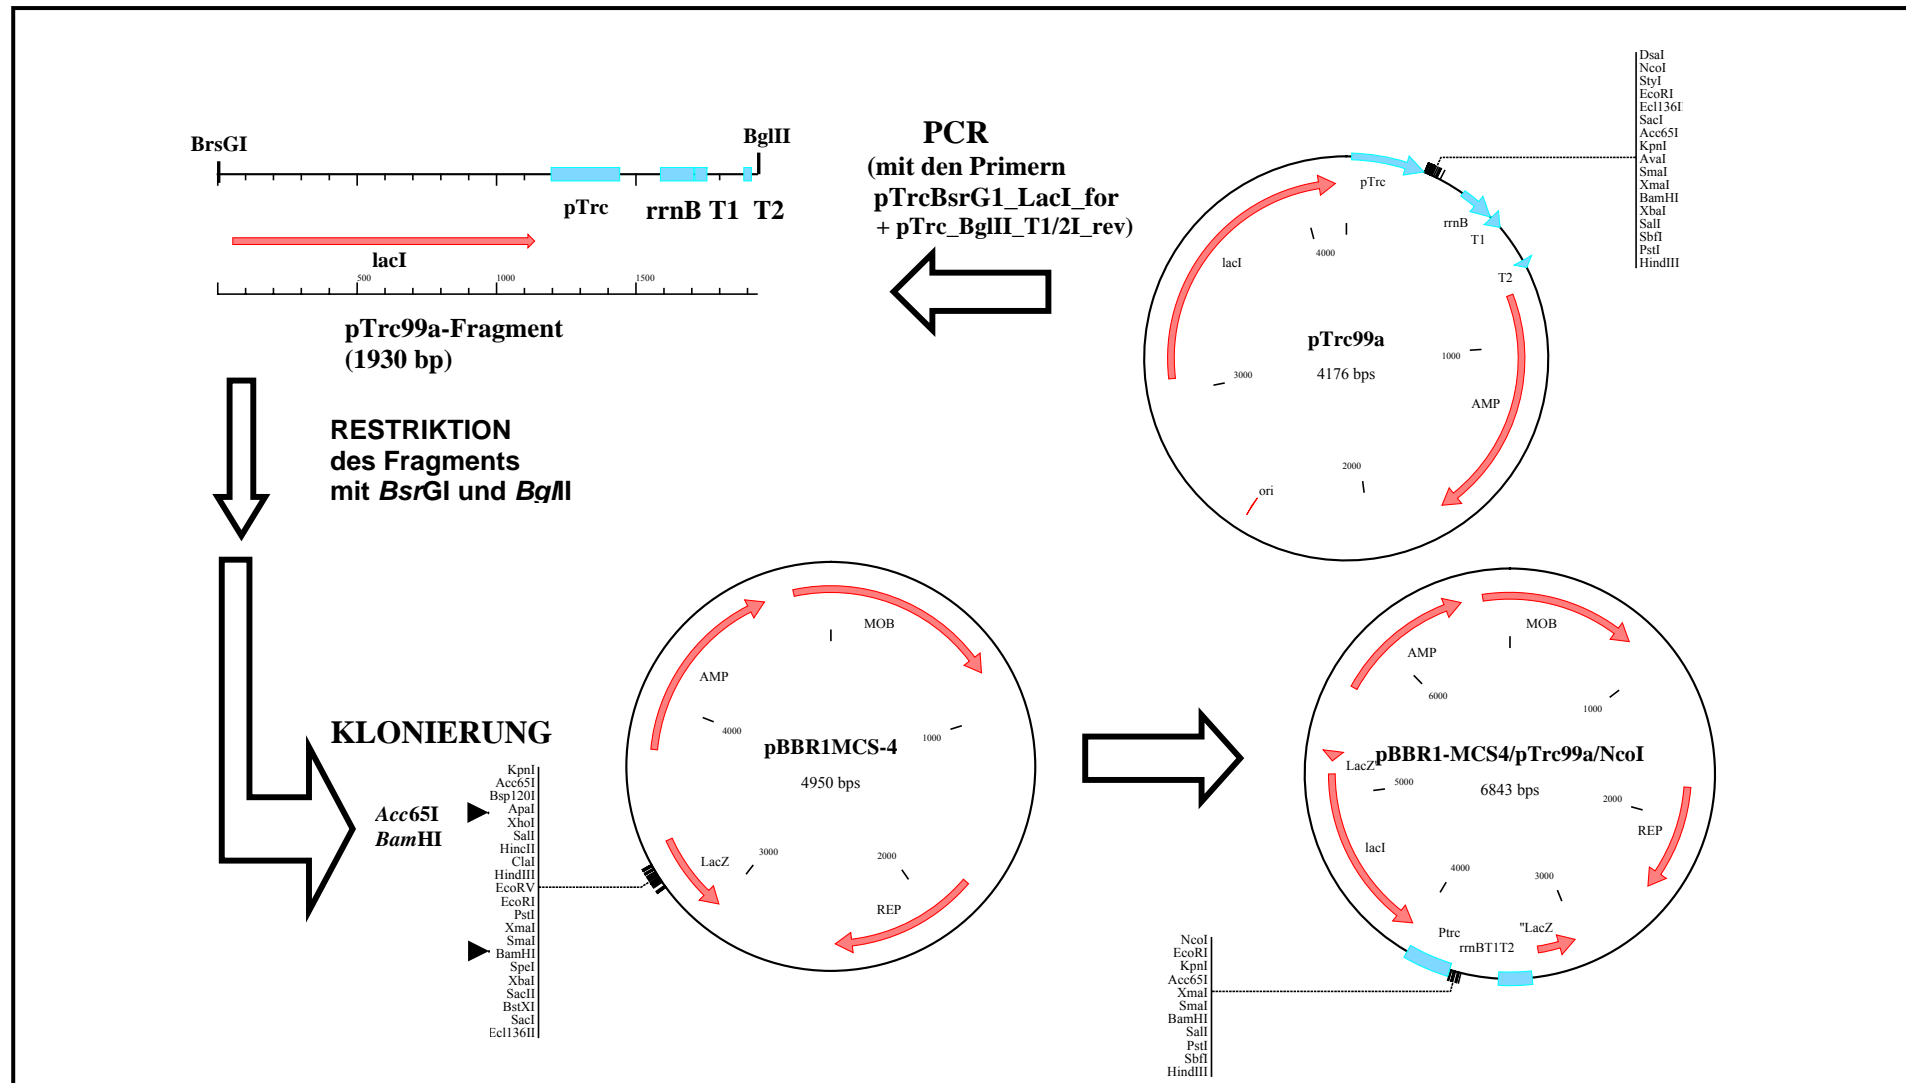 BrsGI
BglII
pTrc
rrnB T1 T2
lacI
500
1000
1500
pTrc99a-Fragment
(1930 bp)
PCR
(mit den Primern
pTrcBsrG1_LacI_for
+ pTrc_BglII_T1/2I_rev)
pTrc
rrnB
T1
T2
lacI
4000
pTrc99a
4176 bps
1000
3000
AMP
2000
ori
DsaI
NcoI
StyI
EcoRI
Ecl136II
SacI
Acc65I
KpnI
AvaI
SmaI
XmaI
BamHI
XbaI
SalI
SbfI
PstI
HindIII
RESTRIKTION
des Fragments
mit BsrGI und BglII
KLONIERUNG
Acc65I
BamHI
KpnI
Acc65I
Bsp120I
ApaI
XhoI
SalI
HincII
ClaI
HindIII
EcoRV
EcoRI
PstI
XmaI
SmaI
BamHI
SpeI
XbaI
SacII
BstXI
SacI
Ecl136II
MOB
AMP
4000
1000
pBBR1MCS-4
4950 bps
LacZ
3000
2000
REP
MOB
AMP
6000
1000
LacZ'
pBBR1-MCS4/pTrc99a/NcoI
5000
6843 bps
2000
REP
lacI
4000
3000
Ptrc
rrnBT1T2
"LacZ
NcoI
EcoRI
KpnI
Acc65I
XmaI
SmaI
BamHI
SalI
PstI
SbfI
HindIII